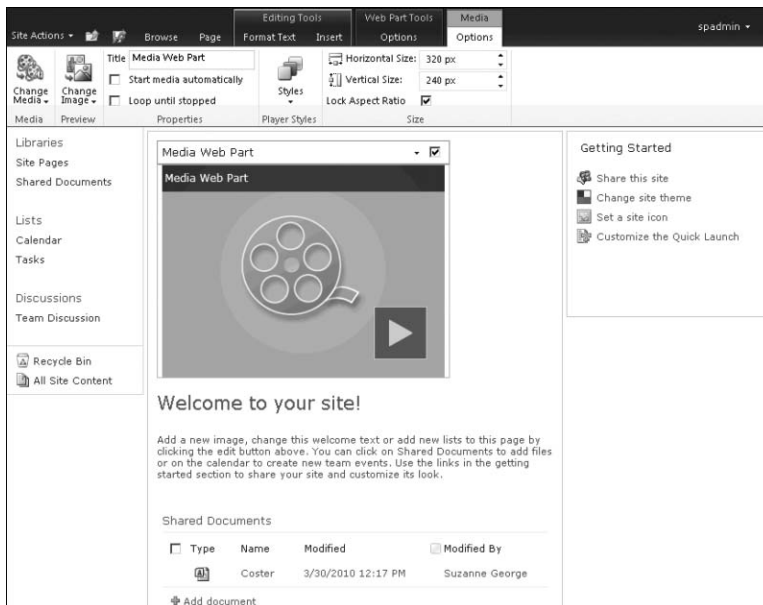 Editing Tools
Web Part Tools
Media
Site Actions
Browse
Page
Format Text
Insert
Options
Options
spadmin
Change Media
Change Image
Title Media Web Part
Start media automatically
Loop until stopped
Styles
Horizontal Size: 320 px
Vertical Size: 240 px
Lock Aspect Ratio
Media
Preview
Properties
Player Styles
Size
Libraries
Site Pages
Shared Documents
Lists
Calendar
Tasks
Discussions
Team Discussion
Recycle Bin
All Site Content
Media Web Part
Media Web Part
Welcome to your site!
Add a new image, change this welcome text or add new lists to this page by
clicking the edit button above. You can click on Shared Documents to add files
or on the calendar to create new team events. Use the links in the getting
started section to share your site and customize its look.
Shared Documents
Type Name Modified Modified By
Coster 3/30/2010 12:17 PM Suzanne George
Add document
Getting Started
Share this site
Change site theme
Set a site icon
Customize the Quick Launch